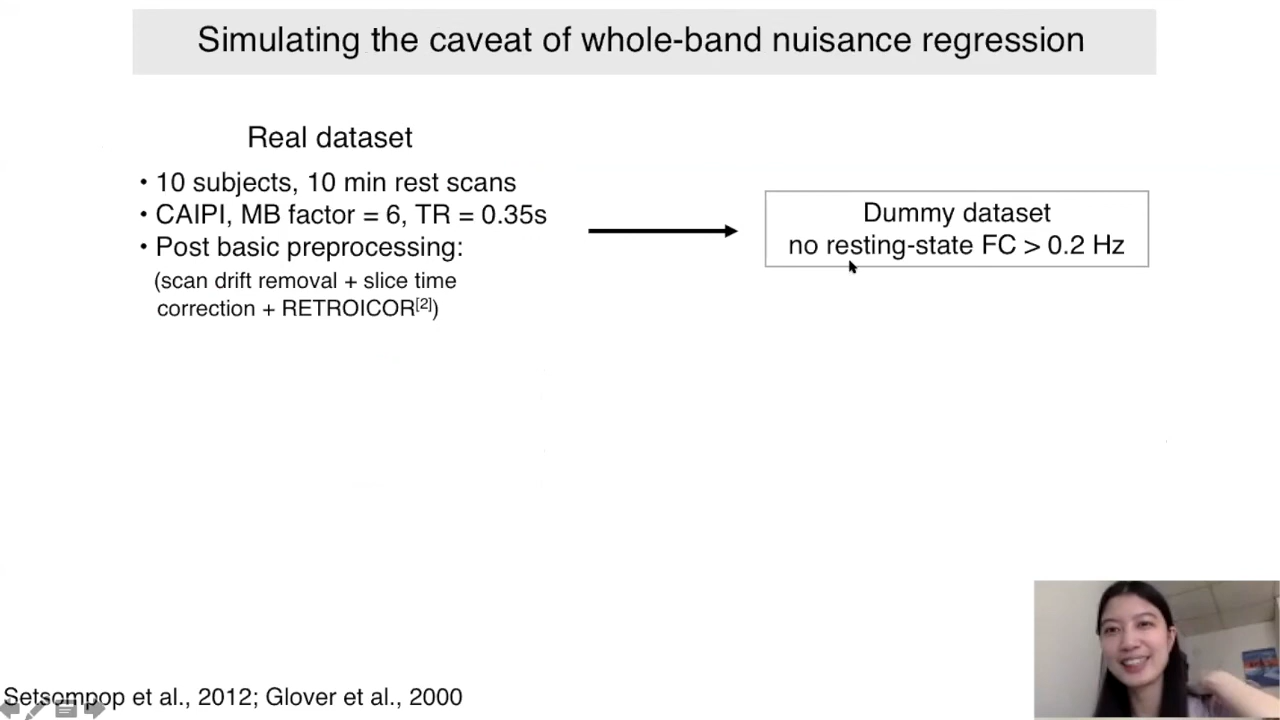 Simulating the caveat of whole-band nuisance regression
Real dataset
• 10 subjects, 10 min rest scans
• CAIPI, MB factor = 6, TR = 0.35s
• Post basic preprocessing:
(scan drift removal + slice time
correction + RETROICOR[2])
Dummy dataset
no resting-state FC > 0.2 Hz
Setsompop et al., 2012; Glover et al., 2000